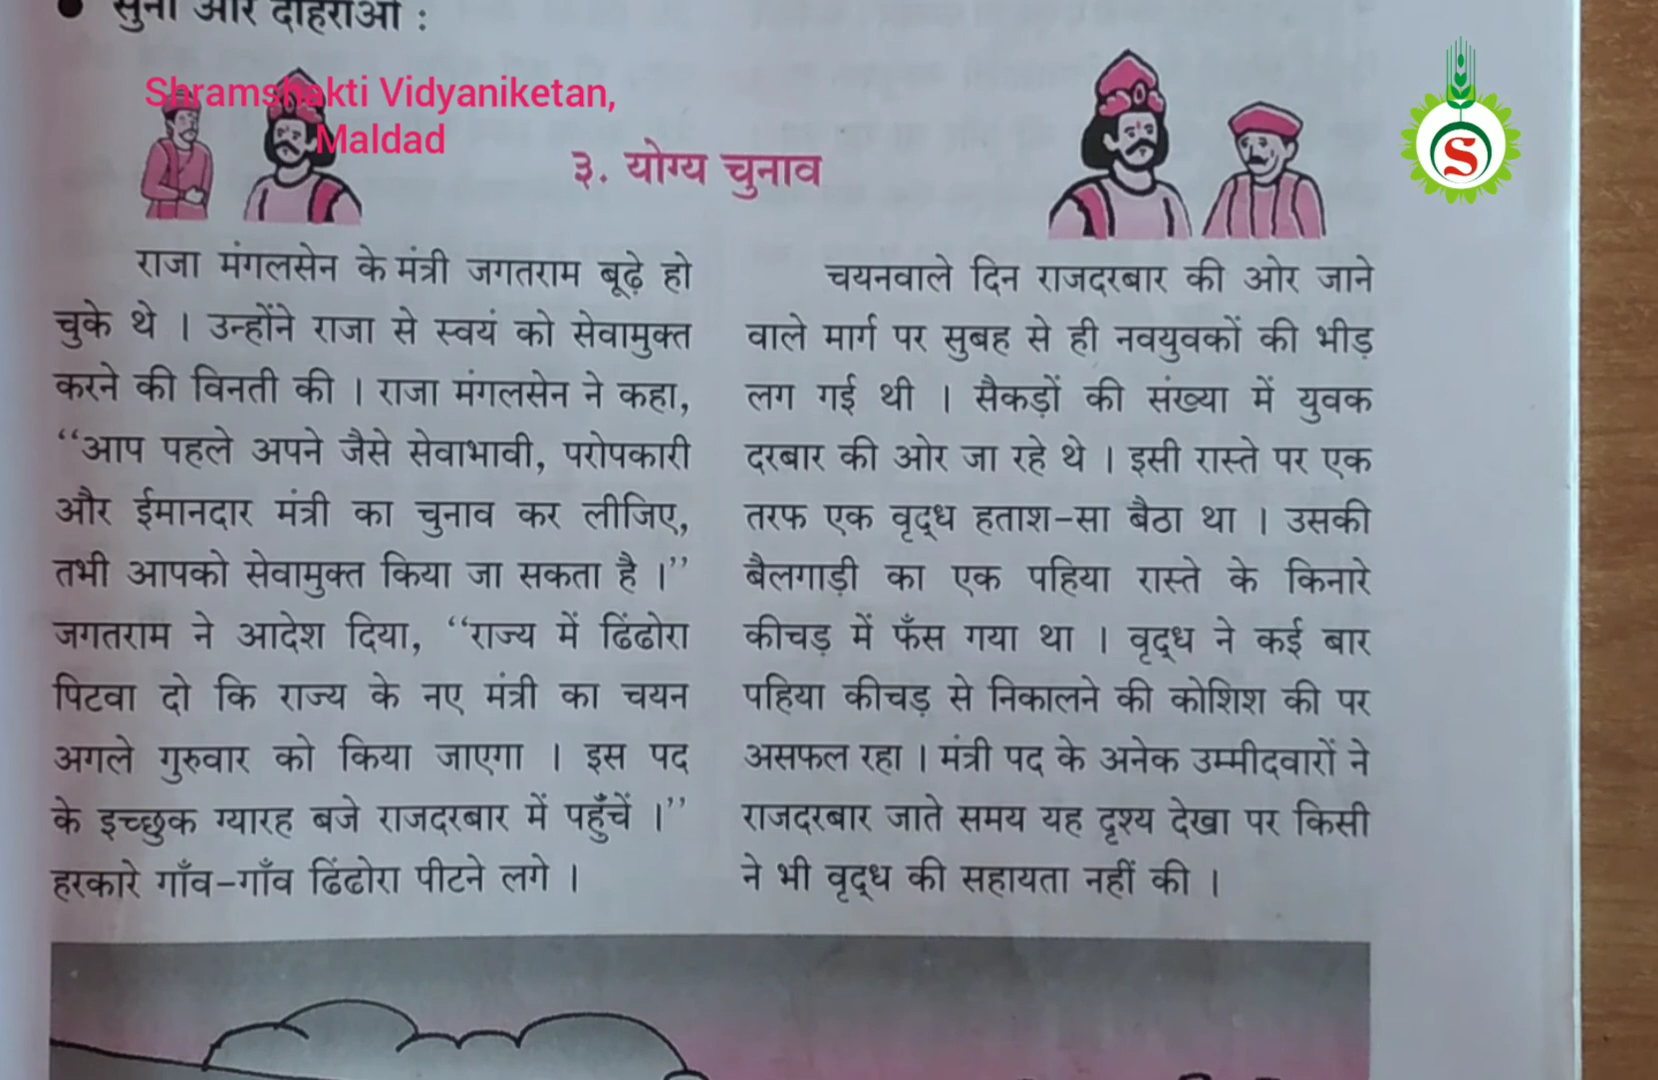 ● सुनो और दोहराओ :
Shramshakti Vidyaniketan,
Maldad
३. योग्य चुनाव
राजा मंगलसेन के मंत्री जगतराम बूढ़े हो
चुके थे । उन्होंने राजा से स्वयं को सेवामुक्त
करने की विनती की । राजा मंगलसेन ने कहा,
‘‘आप पहले अपने जैसे सेवाभावी, परोपकारी
और ईमानदार मंत्री का चुनाव कर लीजिए,
तभी आपको सेवामुक्त किया जा सकता है ।’’
जगतराम ने आदेश दिया, ‘‘राज्य में ढिंढोरा
पिटवा दो कि राज्य के नए मंत्री का चयन
अगले गुरुवार को किया जाएगा । इस पद
के इच्छुक ग्यारह बजे राजदरबार में पहुँचें ।’’
हरकारे गाँव-गाँव ढिंढोरा पीटने लगे ।
चयनवाले दिन राजदरबार की ओर जाने
वाले मार्ग पर सुबह से ही नवयुवकों की भीड़
लग गई थी । सैकड़ों की संख्या में युवक
दरबार की ओर जा रहे थे । इसी रास्ते पर एक
तरफ एक वृद्ध हताश-सा बैठा था । उसकी
बैलगाड़ी का एक पहिया रास्ते के किनारे
कीचड़ में फँस गया था । वृद्ध ने कई बार
पहिया कीचड़ से निकालने की कोशिश की पर
असफल रहा । मंत्री पद के अनेक उम्मीदवारों ने
राजदरबार जाते समय यह दृश्य देखा पर किसी
ने भी वृद्ध की सहायता नहीं की ।
S